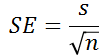 SE = s/√n